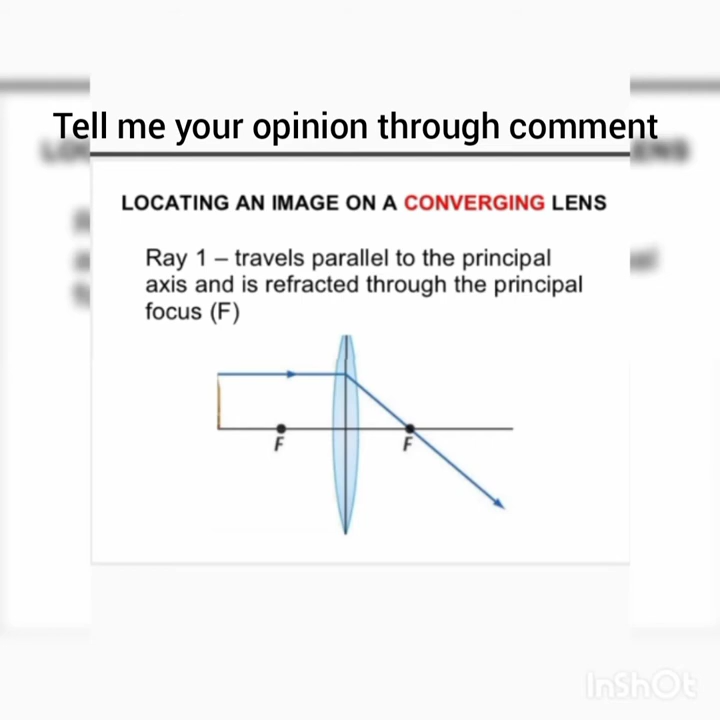 Tell me your opinion through comment
LOCATING AN IMAGE ON A CONVERGING LENS
Ray 1 – travels parallel to the principal
axis and is refracted through the principal
focus (F)
F
F
InShOt